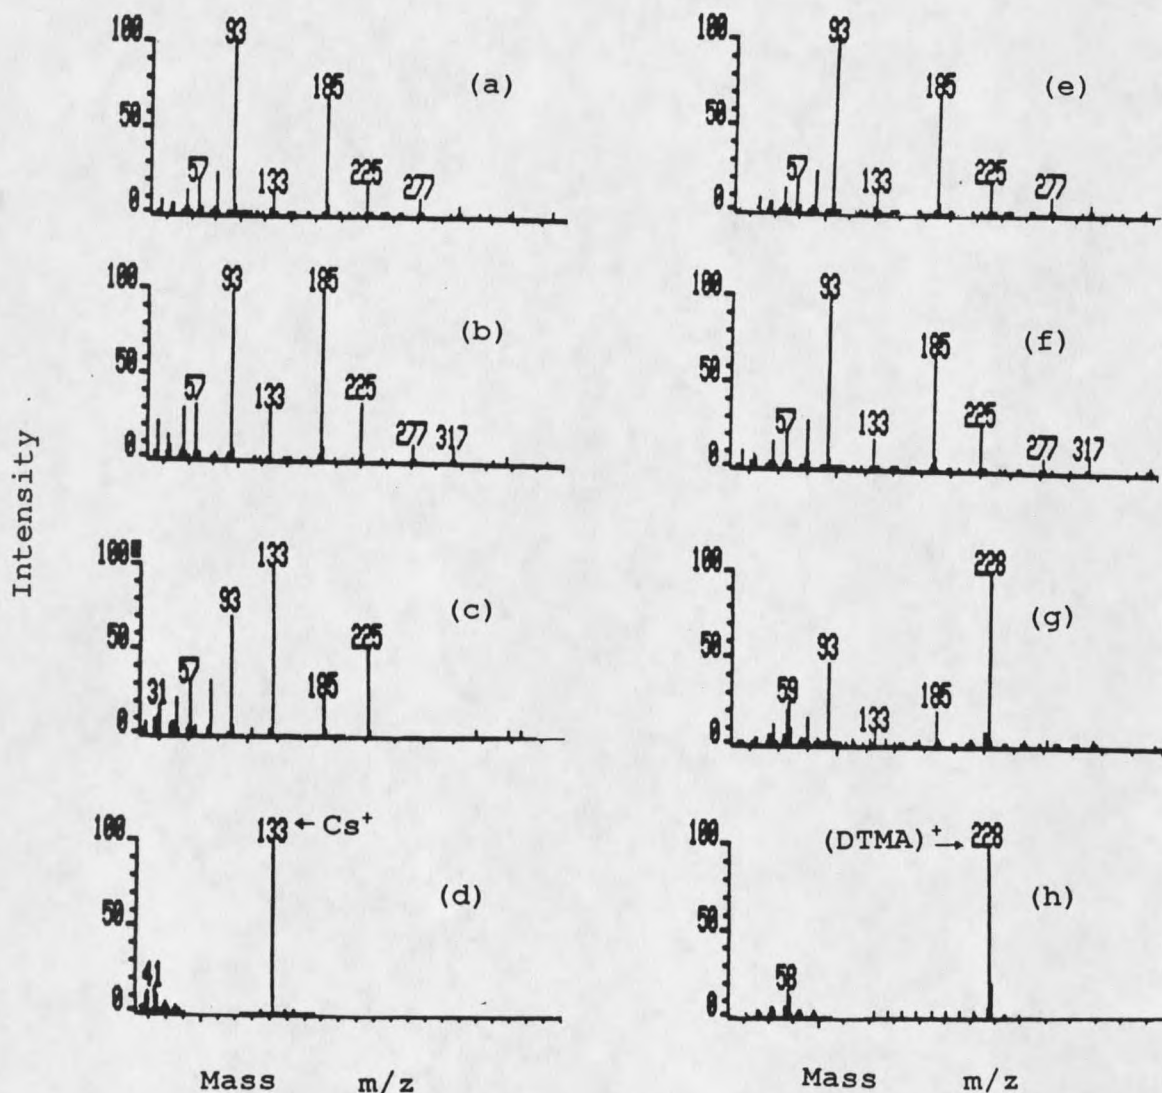 100 93
(a)
185
50
57 133 225 277
0
100 93
(e)
185
50
57 133 225 277
0
100 93 185
(b)
50
57 133 225
277 317
0
100 93
(f)
185
50
57 133 225
277 317
0
Intensity
100 133
93 (c)
50
57 225
31 185
0
100 228
(g)
50
93
59 185
133
0
100 133 ← Cs⁺
(d)
50
41
0
100 (DTMA)⁺ → 228
(h)
50
58
0
Mass m/z
Mass m/z